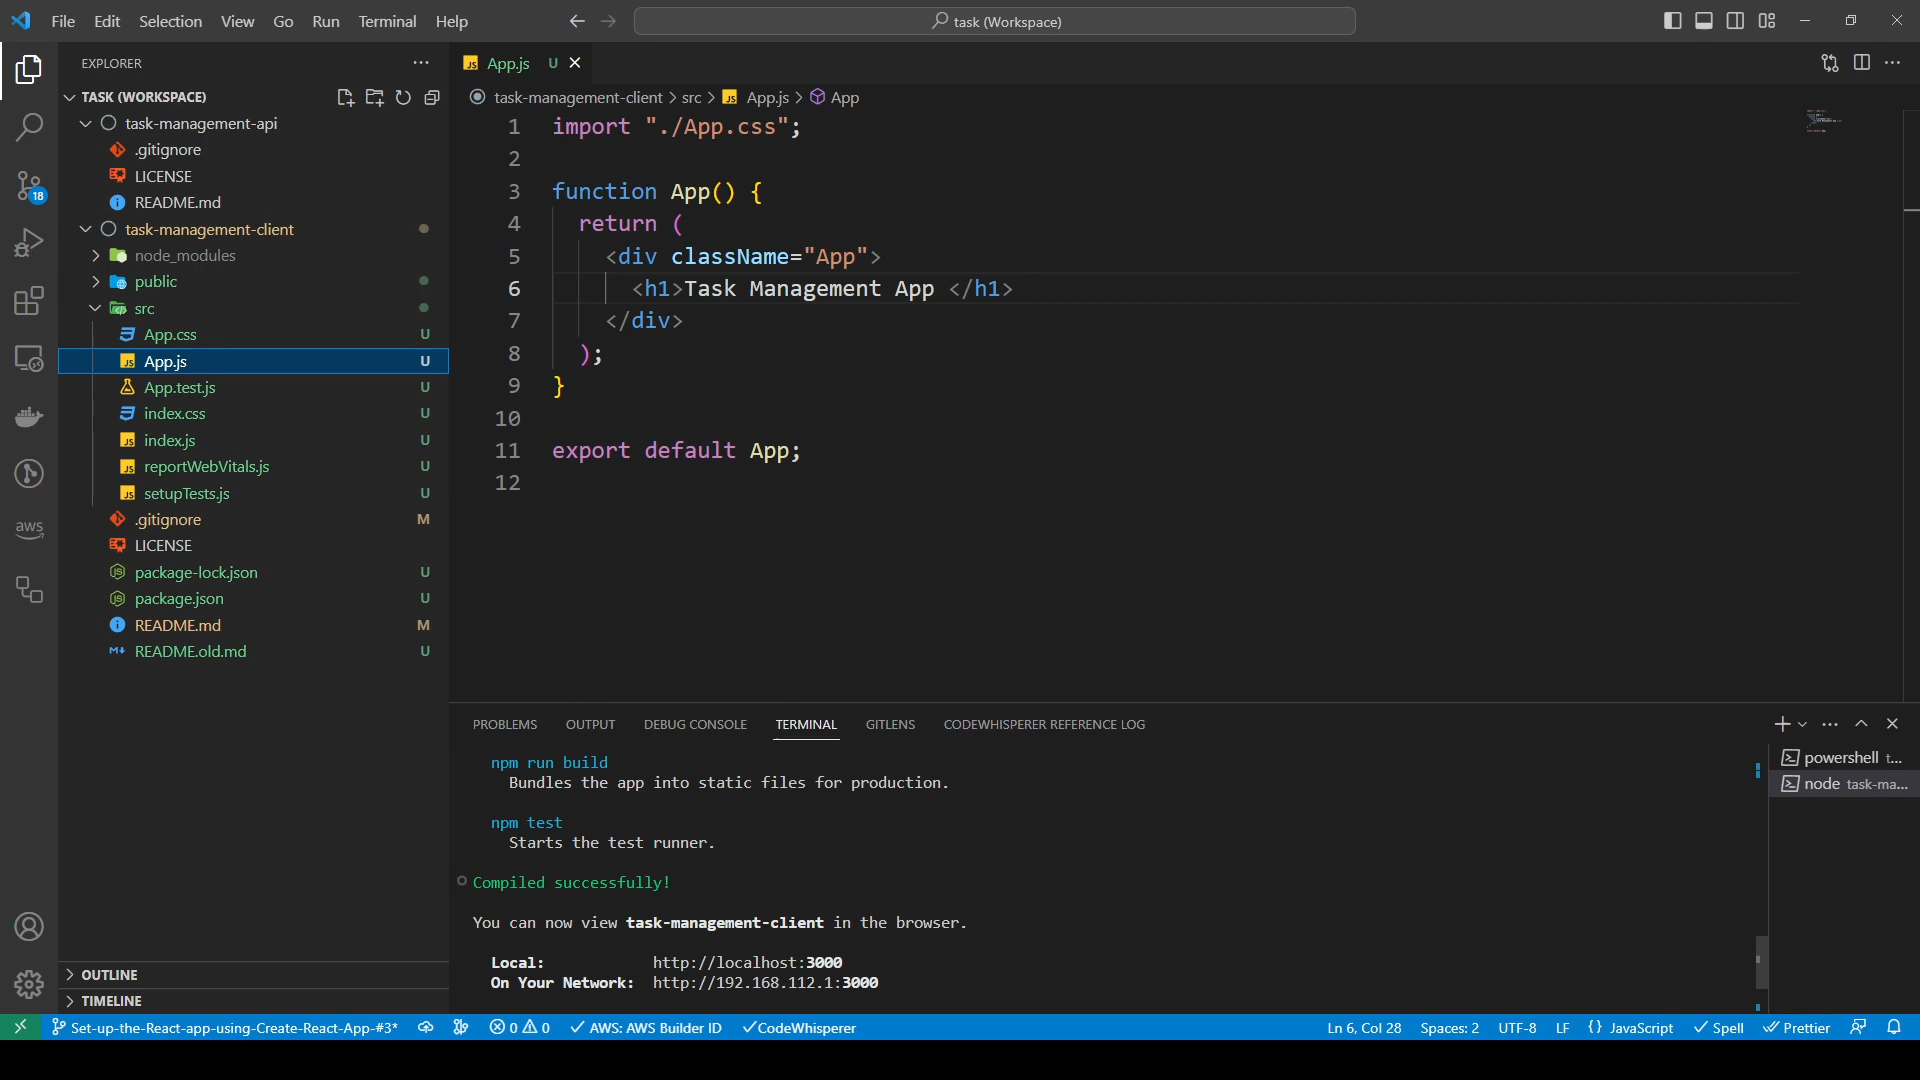 File Edit Selection View Go Run Terminal Help
task (Workspace)
EXPLORER
TASK (WORKSPACE)
task-management-api
.gitignore
LICENSE
README.md
task-management-client
node_modules
public
src
App.css U
App.js U
App.test.js U
index.css U
index.js U
reportWebVitals.js U
setupTests.js U
.gitignore M
LICENSE
package-lock.json U
package.json U
README.md M
README.old.md U
OUTLINE
TIMELINE
18
aws
App.js U
task-management-client > src > App.js > App
1 import "./App.css";
2
3 function App() {
4 return (
5 <div className="App">
6 <h1>Task Management App </h1>
7 </div>
8 );
9 }
10
11 export default App;
12
PROBLEMS OUTPUT DEBUG CONSOLE TERMINAL GITLENS CODEWHISPERER REFERENCE LOG
npm run build
Bundles the app into static files for production.
npm test
Starts the test runner.
Compiled successfully!
You can now view task-management-client in the browser.
Local: http://localhost:3000
On Your Network: http://192.168.112.1:3000
powershell t...
node task-ma...
Set-up-the-React-app-using-Create-React-App-#3* 0 0 AWS: AWS Builder ID CodeWhisperer Ln 6, Col 28 Spaces: 2 UTF-8 LF {} JavaScript Spell Prettier